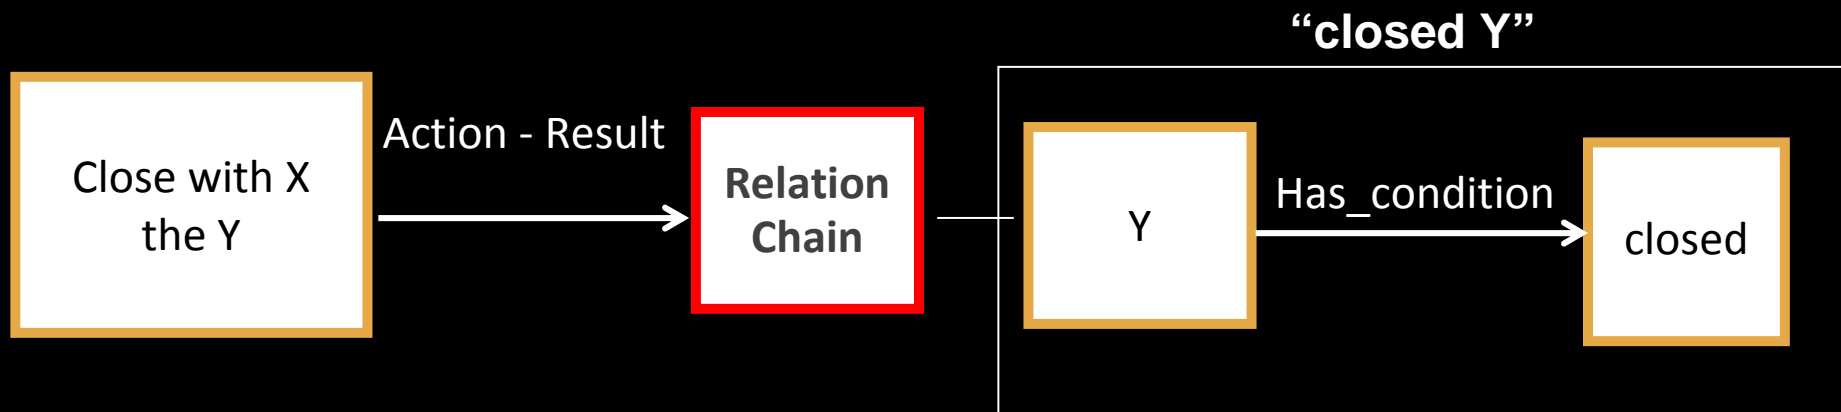 “closed Y”
Close with X
the Y
Action - Result
Relation
Chain
Y
Has_condition
closed